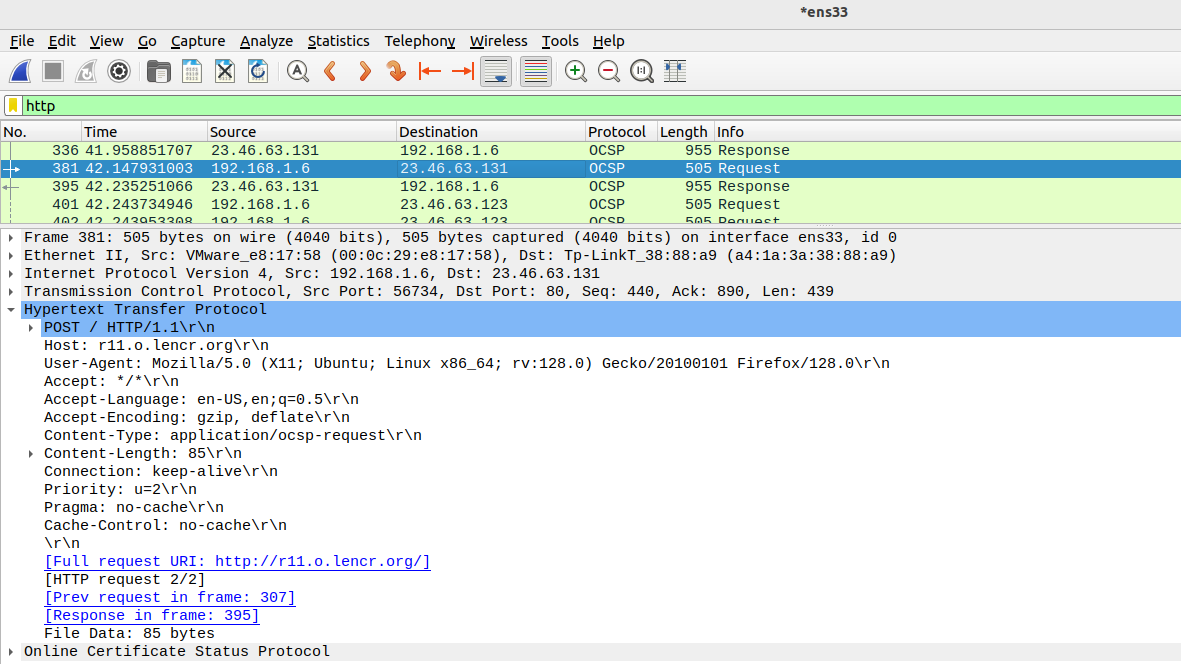 *ens33
File Edit View Go Capture Analyze Statistics Telephony Wireless Tools Help
http
No. Time Source Destination Protocol Length Info
336 41.958851707 23.46.63.131 192.168.1.6 OCSP 955 Response
381 42.147931003 192.168.1.6 23.46.63.131 OCSP 505 Request
395 42.235251066 23.46.63.131 192.168.1.6 OCSP 955 Response
401 42.243734946 192.168.1.6 23.46.63.123 OCSP 505 Request
402 42.243953308 192.168.1.6 23.46.63.123 OCSP 505 Request
Frame 381: 505 bytes on wire (4040 bits), 505 bytes captured (4040 bits) on interface ens33, id 0
Ethernet II, Src: VMware_e8:17:58 (00:0c:29:e8:17:58), Dst: Tp-LinkT_38:88:a9 (a4:1a:3a:38:88:a9)
Internet Protocol Version 4, Src: 192.168.1.6, Dst: 23.46.63.131
Transmission Control Protocol, Src Port: 56734, Dst Port: 80, Seq: 440, Ack: 890, Len: 439
Hypertext Transfer Protocol
POST / HTTP/1.1\r\n
Host: r11.o.lencr.org\r\n
User-Agent: Mozilla/5.0 (X11; Ubuntu; Linux x86_64; rv:128.0) Gecko/20100101 Firefox/128.0\r\n
Accept: */*\r\n
Accept-Language: en-US,en;q=0.5\r\n
Accept-Encoding: gzip, deflate\r\n
Content-Type: application/ocsp-request\r\n
Content-Length: 85\r\n
Connection: keep-alive\r\n
Priority: u=2\r\n
Pragma: no-cache\r\n
Cache-Control: no-cache\r\n
\r\n
[Full request URI: http://r11.o.lencr.org/]
[HTTP request 2/2]
[Prev request in frame: 307]
[Response in frame: 395]
File Data: 85 bytes
Online Certificate Status Protocol